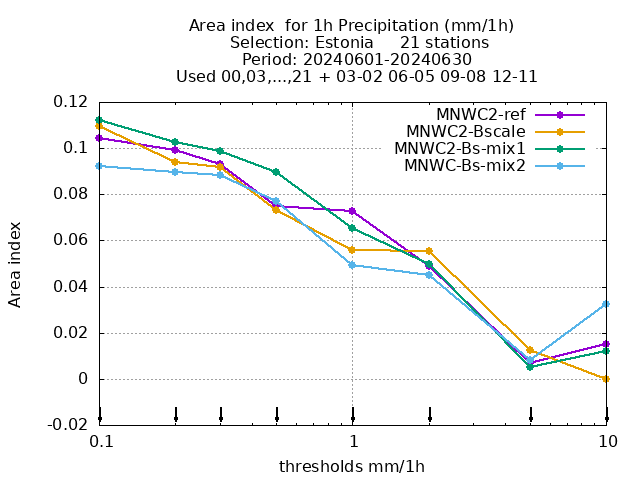 Area index  for 1h Precipitation (mm/1h)
Selection: Estonia     21 stations
Period: 20240601-20240630
Used 00,03,...,21 + 03-02 06-05 09-08 12-11
MNWC2-ref
MNWC2-Bscale
MNWC2-Bs-mix1
MNWC-Bs-mix2
0.12
0.1
0.08
0.06
0.04
0.02
0
-0.02
Area index
0.1 1 10
thresholds mm/1h